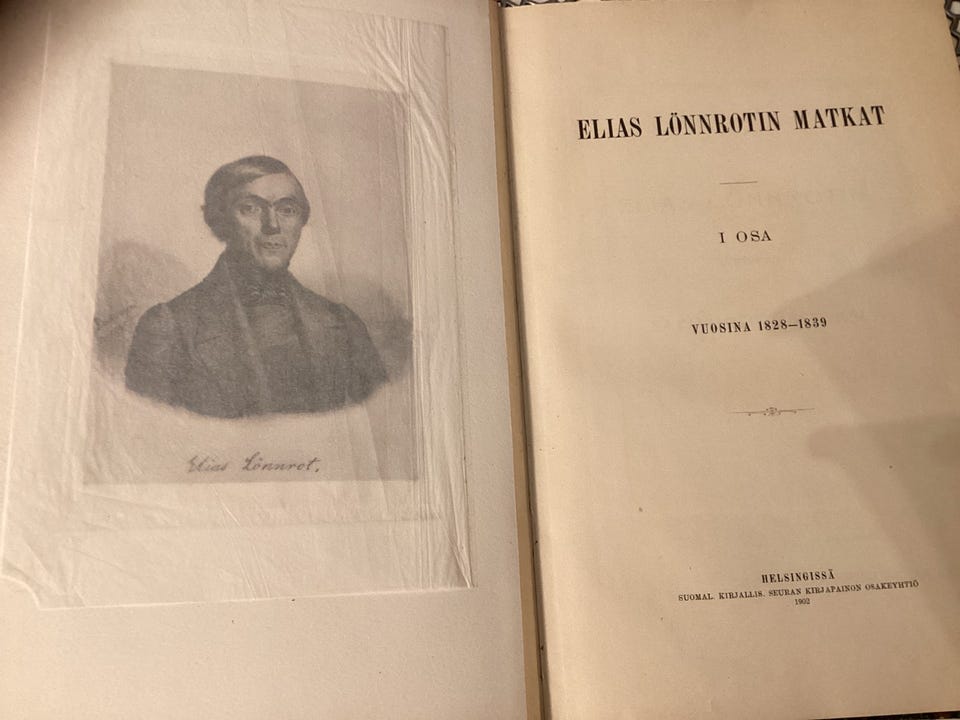 Elias Lönnrot.
ELIAS LÖNNROTIN MATKAT
I OSA
VUOSINA 1828—1839
HELSINGISSÄ
SUOMAL. KIRJALLIS. SEURAN KIRJAPAINON OSAKEYHTIÖ
1902